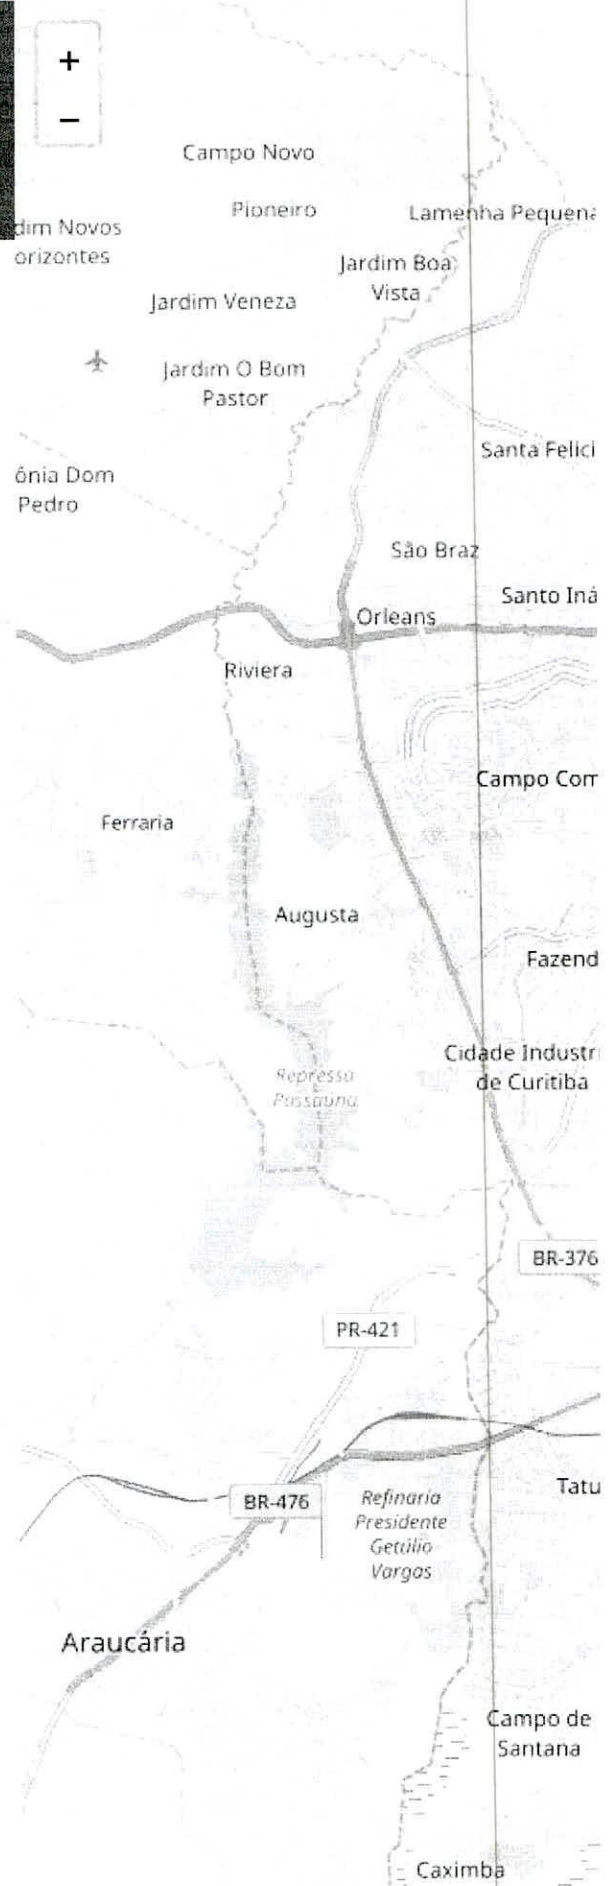 +
−
Campo Novo
Pioneiro
Lamenha Pequena
dim Novos
orizontes
Jardim Boa
Vista
Jardim Veneza
Jardim O Bom
Pastor
Santa Felici
ônia Dom
Pedro
São Braz
Santo Iná
Orleans
Riviera
Campo Com
Ferraria
Augusta
Fazend
Cidade Industri
de Curitiba
Represa
Passaúna
BR-376
PR-421
BR-476
Refinaria
Presidente
Getúlio
Vargas
Tatu
Araucária
Campo de
Santana
Caximba